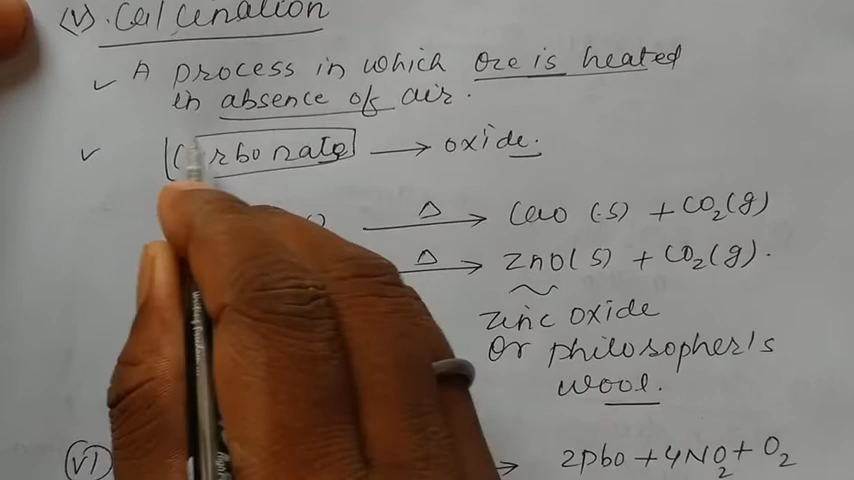 (V). Calcination
✓ A process in which ore is heated
in absence of air.
✓ Carbonate → oxide.
Δ→ CaO (s) + CO₂(g)
Δ→ ZnO(s) + CO₂(g).
Zinc oxide
Or philosopher's
wool.
(VI) → 2pbo + 4NO₂ + O₂